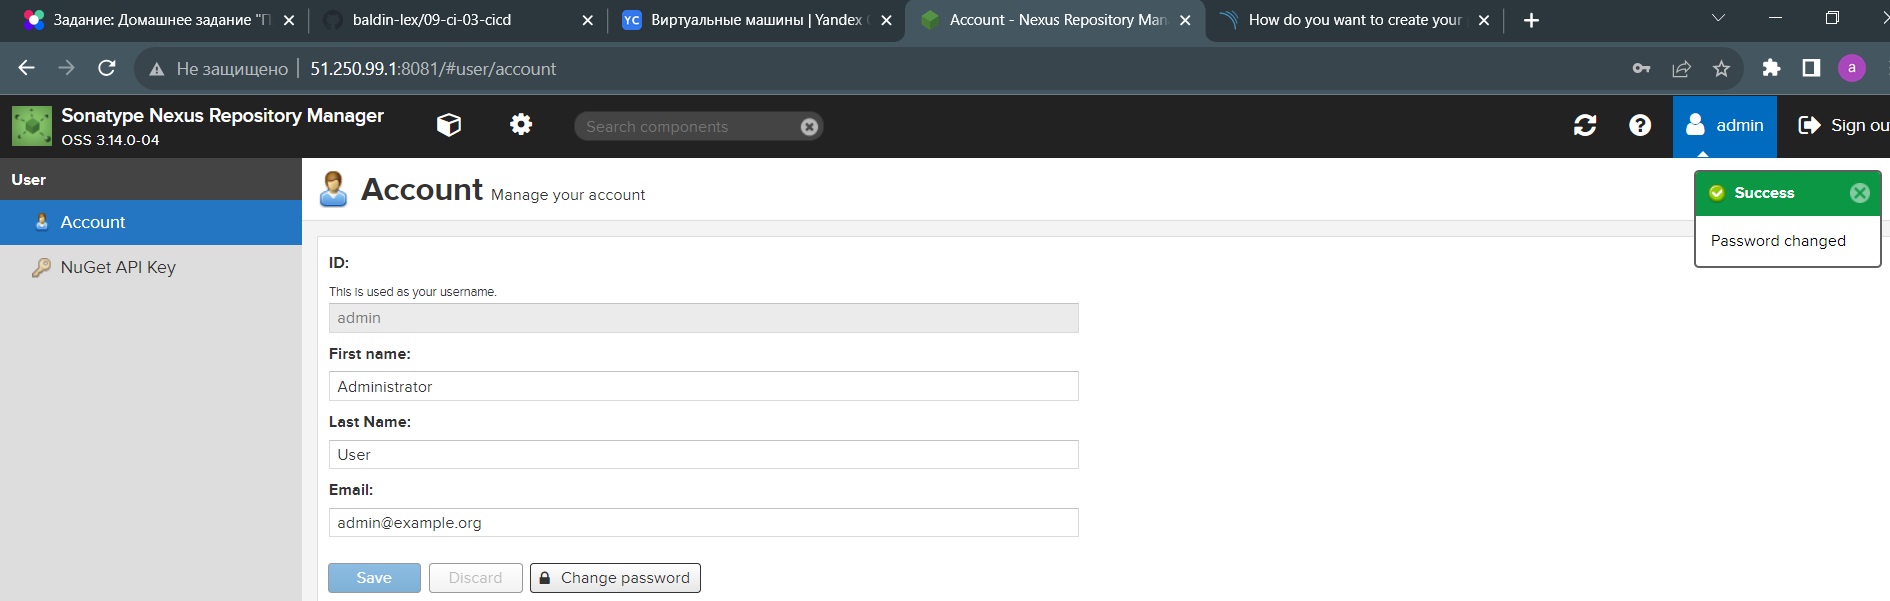 Задание: Домашнее задание "П
baldin-lex/09-ci-03-cicd
YC Виртуальные машины | Yandex
Account - Nexus Repository Man
How do you want to create your
Не защищено | 51.250.99.1:8081/#user/account
a
Sonatype Nexus Repository Manager
OSS 3.14.0-04
Search components
admin
Sign ou
User
Account
NuGet API Key
Account Manage your account
Success
Password changed
ID:
This is used as your username.
admin
First name:
Administrator
Last Name:
User
Email:
admin@example.org
Save
Discard
Change password